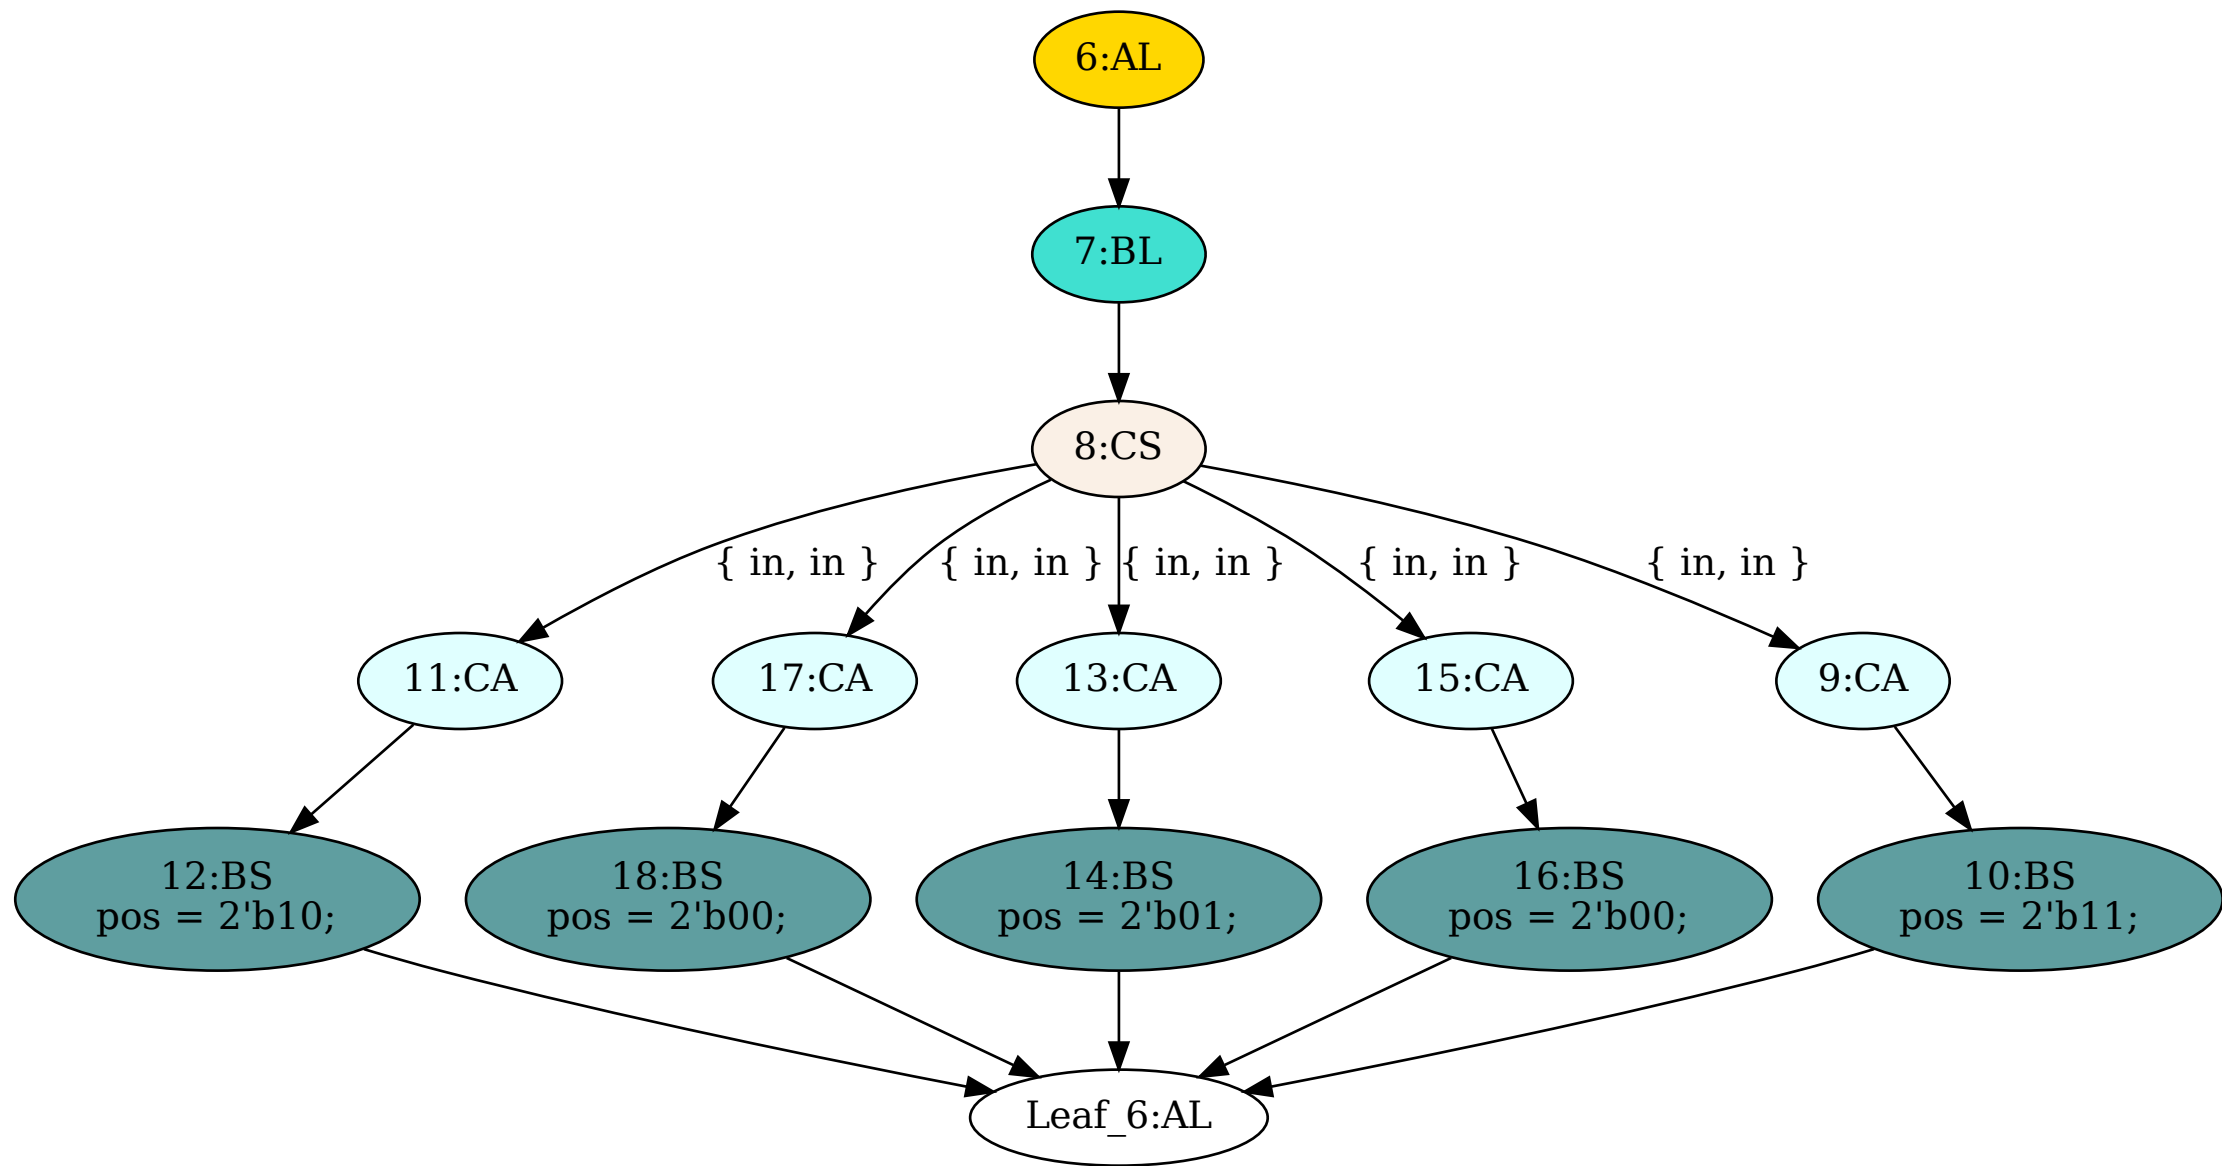 6:AL
7:BL
8:CS
{ in, in }
{ in, in }
{ in, in }
{ in, in }
{ in, in }
11:CA
17:CA
13:CA
15:CA
9:CA
12:BS
pos = 2'b10;
18:BS
pos = 2'b00;
14:BS
pos = 2'b01;
16:BS
pos = 2'b00;
10:BS
pos = 2'b11;
Leaf_6:AL